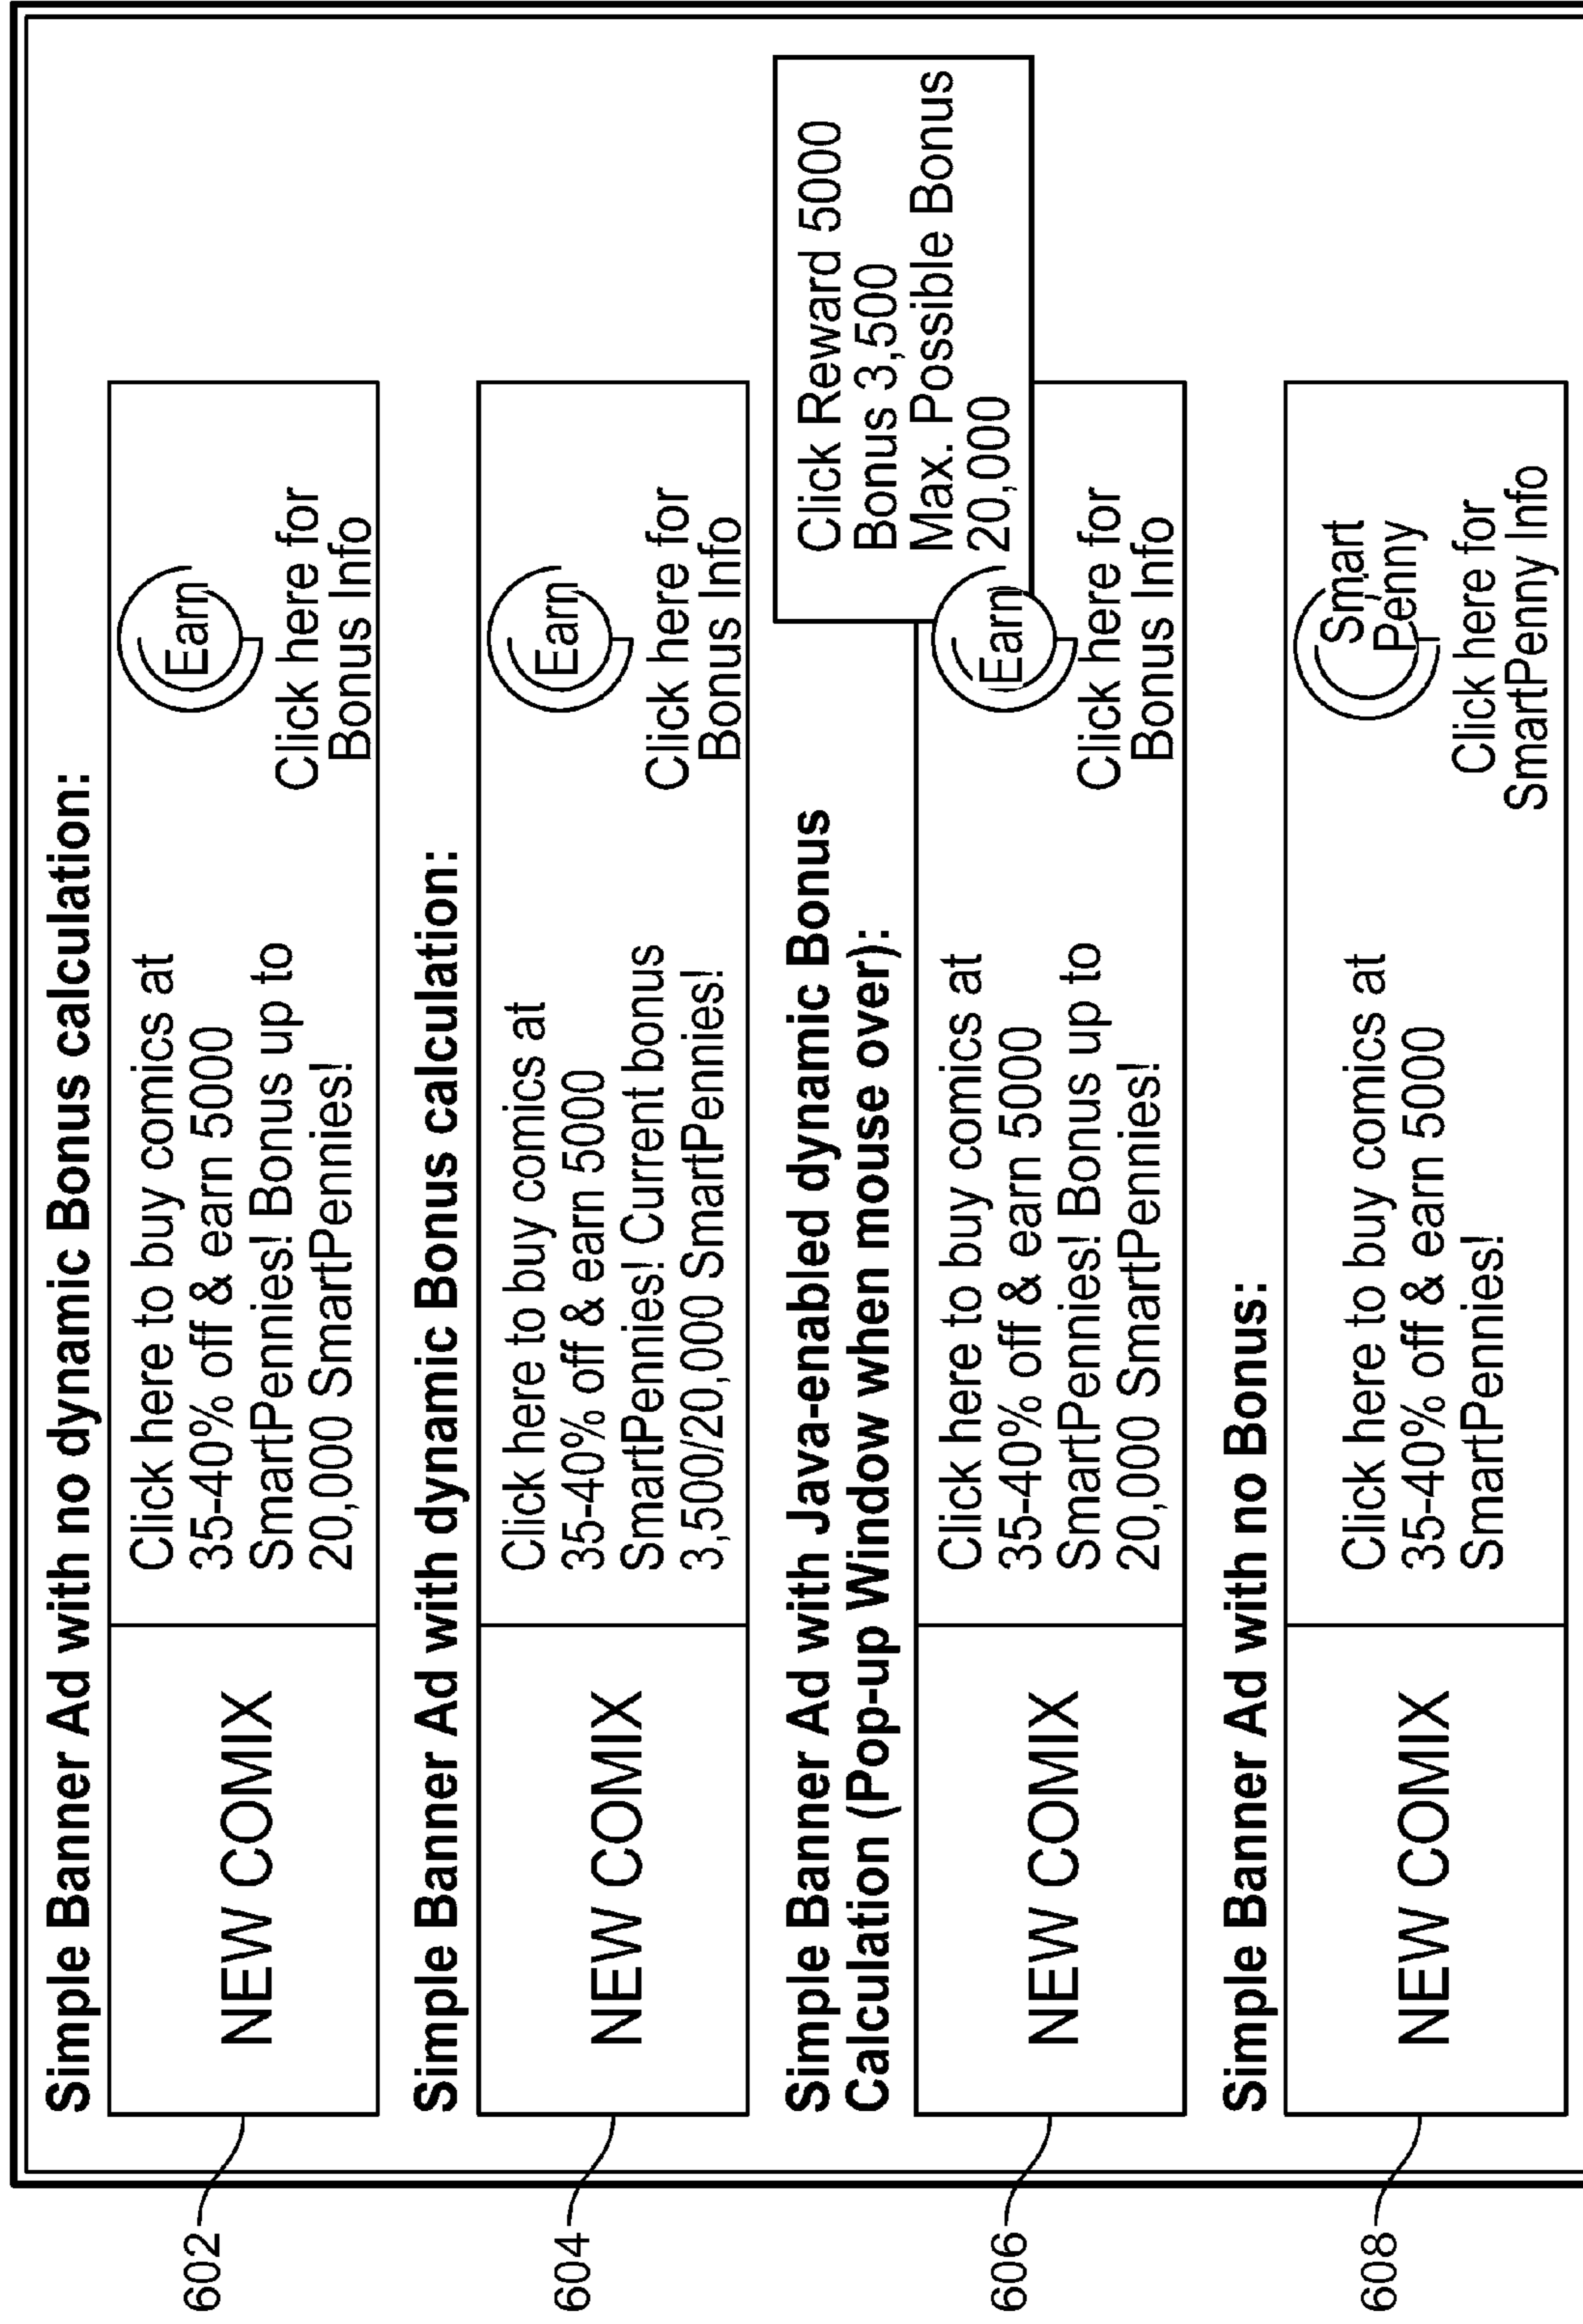 Simple Banner Ad with no dynamic Bonus calculation:
602
NEW COMIX
Click here to buy comics at
35-40% off & earn 5000
SmartPennies! Bonus up to
20,000 SmartPennies!
Earn
Click here for
Bonus Info
Simple Banner Ad with dynamic Bonus calculation:
604
NEW COMIX
Click here to buy comics at
35-40% off & earn 5000
SmartPennies! Current bonus
3,500/20,000 SmartPennies!
Earn
Click here for
Bonus Info
Simple Banner Ad with Java-enabled dynamic Bonus
Calculation (Pop-up Window when mouse over):
Click Reward 5000
Bonus 3,500
Max. Possible Bonus
20,000
606
NEW COMIX
Click here to buy comics at
35-40% off & earn 5000
SmartPennies! Bonus up to
20,000 SmartPennies!
Earn
Click here for
Bonus Info
Simple Banner Ad with no Bonus:
608
NEW COMIX
Click here to buy comics at
35-40% off & earn 5000
SmartPennies!
Smart
Penny
Click here for
SmartPenny Info